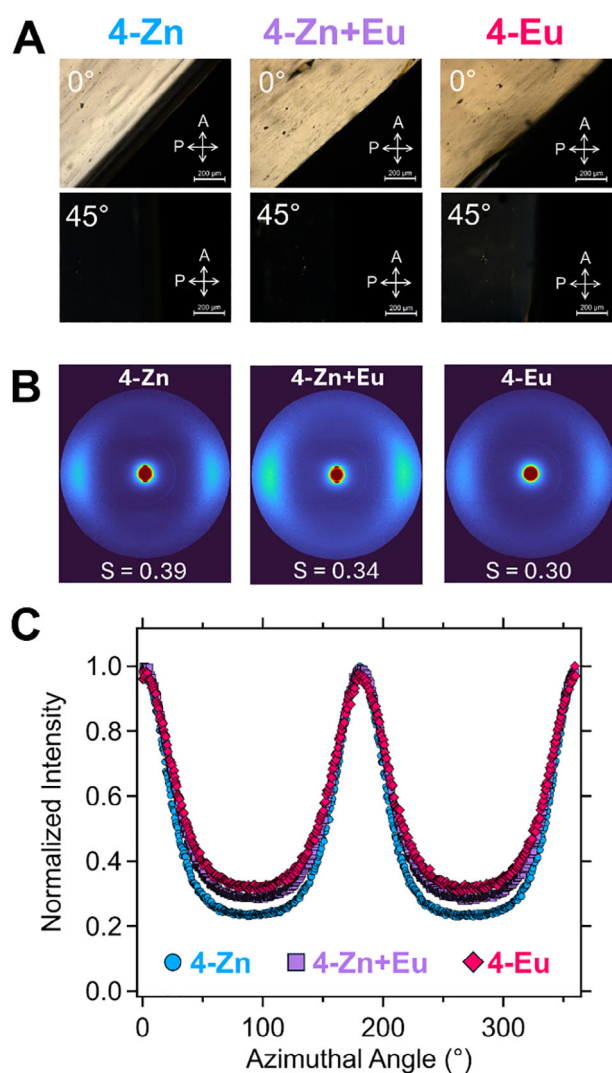 A
4-Zn 4-Zn+Eu 4-Eu
0° 0° 0°
A A A
P P P
200 µm 200 µm 200 µm
45° 45° 45°
A A A
P P P
200 µm 200 µm 200 µm
B
4-Zn 4-Zn+Eu 4-Eu
S = 0.39 S = 0.34 S = 0.30
C
1.0
0.8
0.6
0.4
0.2
0.0
Normalized Intensity
4-Zn 4-Zn+Eu 4-Eu
0 100 200 300
Azimuthal Angle (°)